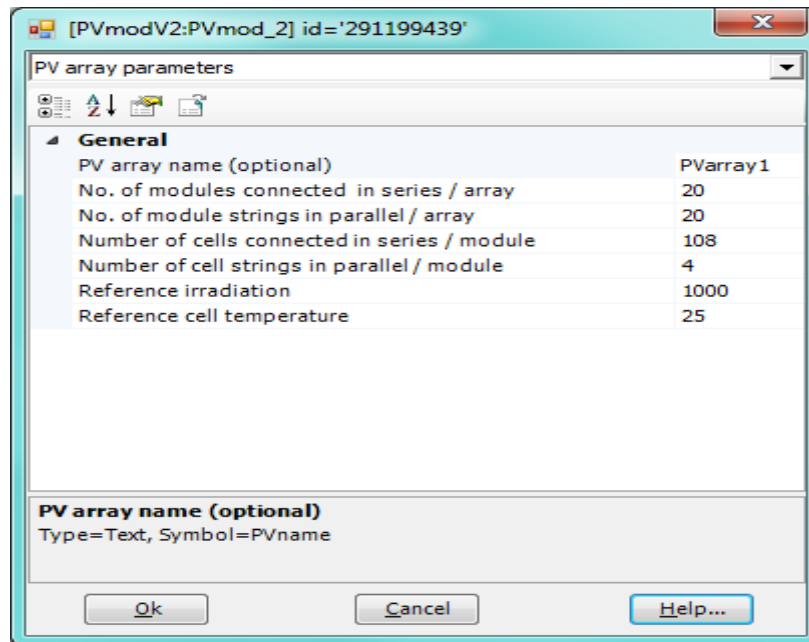 [PVmodV2:PVmod_2] id='291199439'
PV array parameters
General
PV array name (optional) PVarray1
No. of modules connected in series / array 20
No. of module strings in parallel / array 20
Number of cells connected in series / module 108
Number of cell strings in parallel / module 4
Reference irradiation 1000
Reference cell temperature 25
PV array name (optional)
Type=Text, Symbol=PVname
Ok Cancel Help...